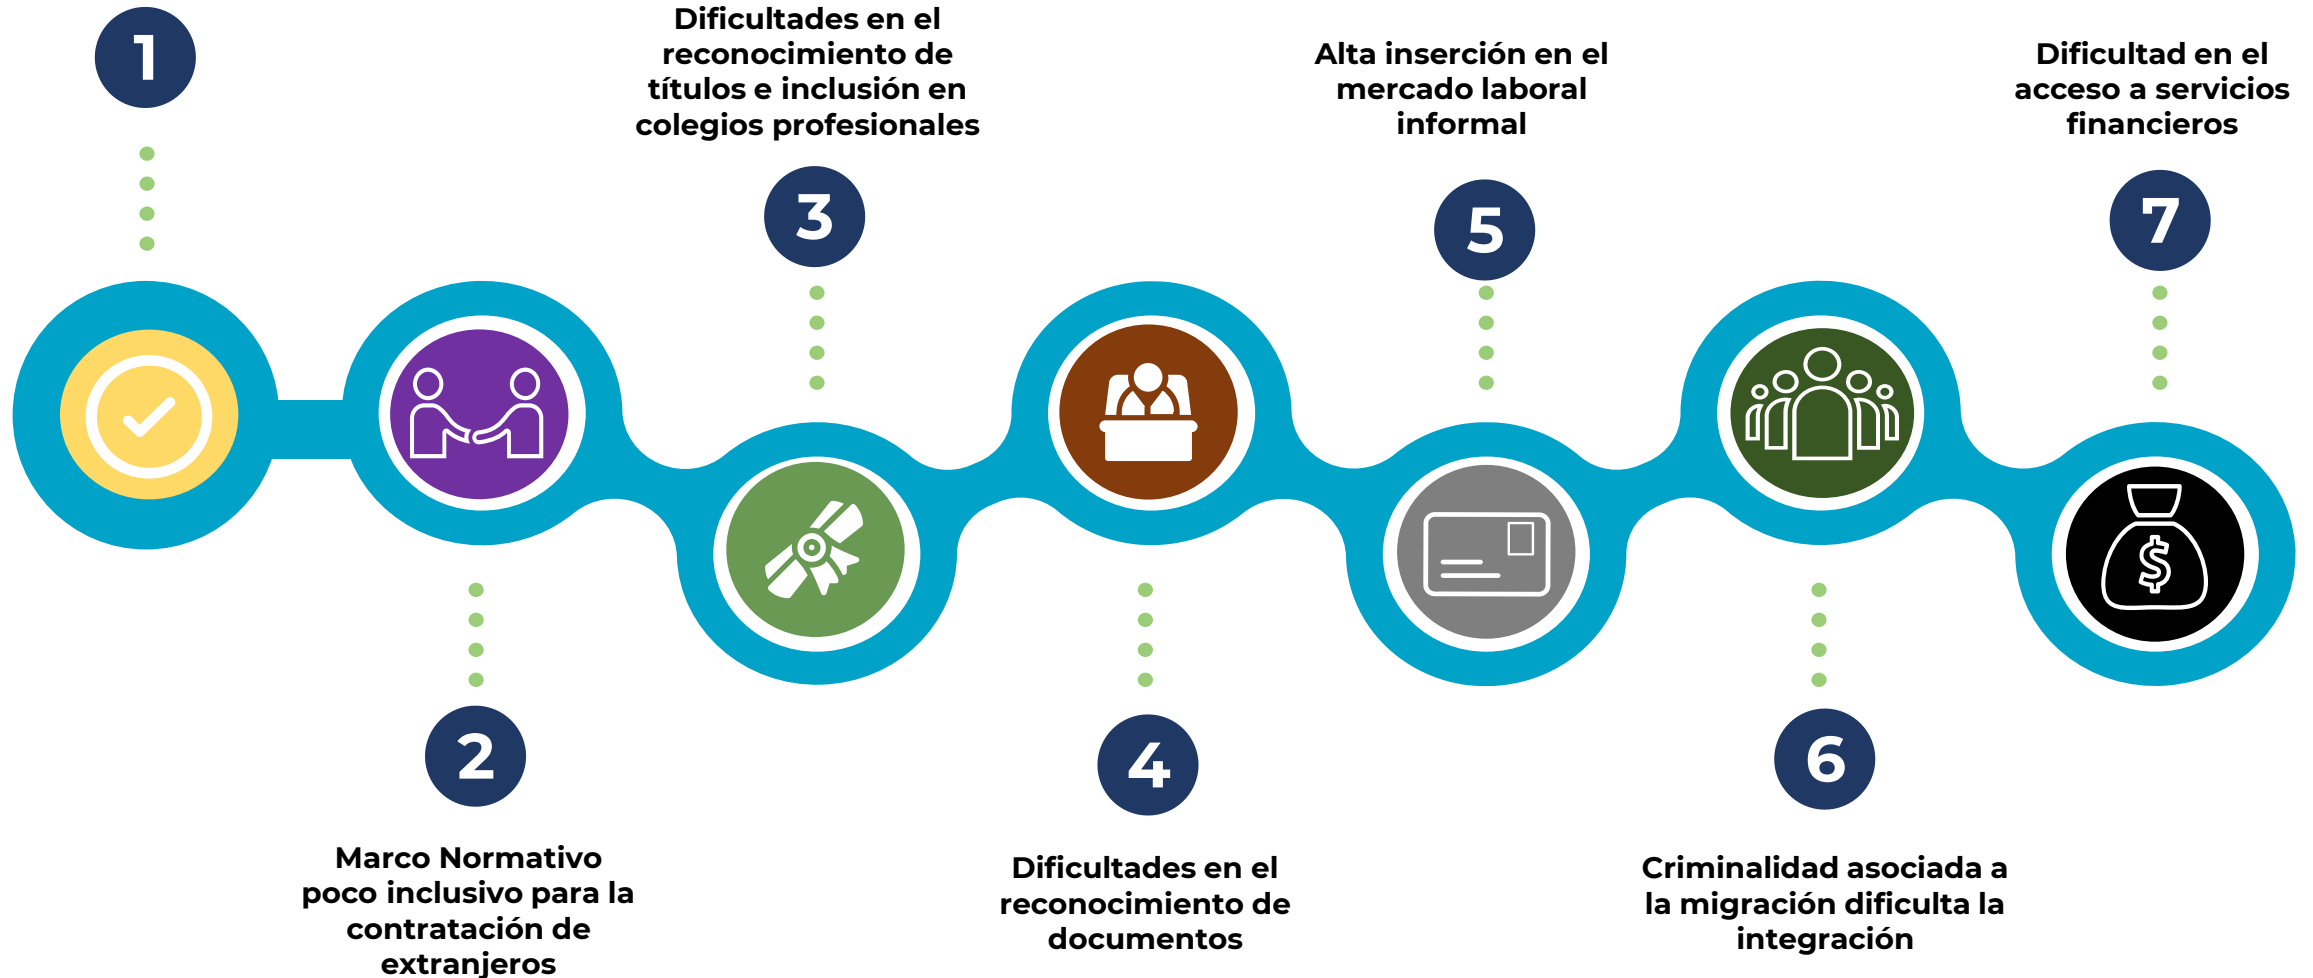 1
2
Marco Normativo
poco inclusivo para la
contratación de
extranjeros
Dificultades en el
reconocimiento de
títulos e inclusión en
colegios profesionales
3
4
Dificultades en el
reconocimiento de
documentos
Alta inserción en el
mercado laboral
informal
5
6
Criminalidad asociada a
la migración dificulta la
integración
Dificultad en el
acceso a servicios
financieros
7
$